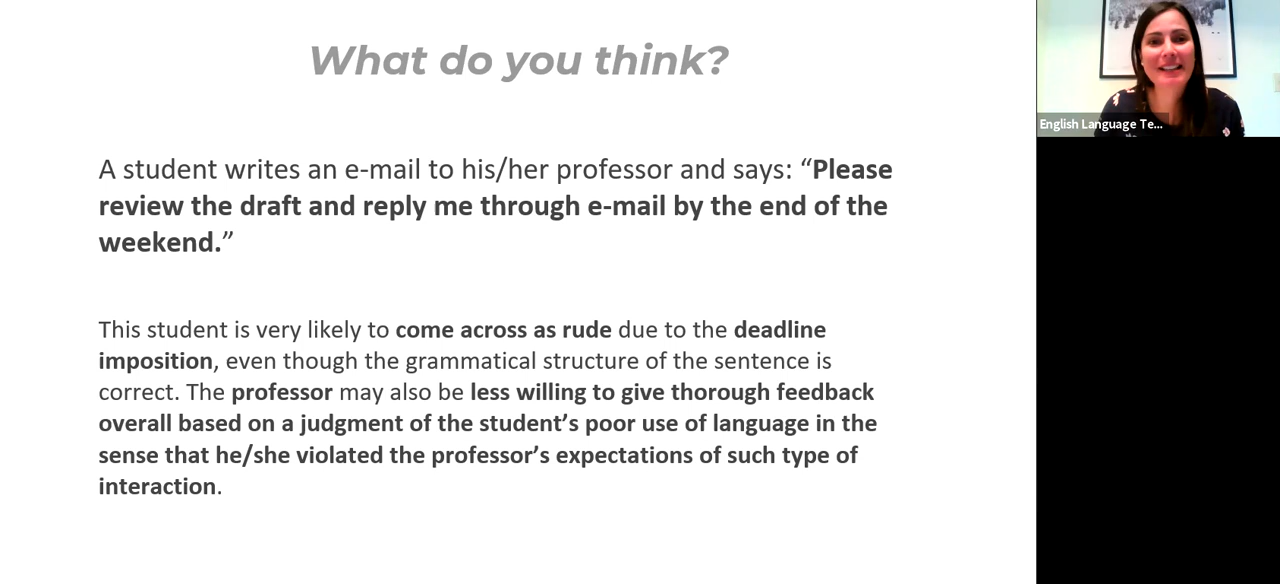 What do you think?
A student writes an e-mail to his/her professor and says: “Please
review the draft and reply me through e-mail by the end of the
weekend.”
This student is very likely to come across as rude due to the deadline
imposition, even though the grammatical structure of the sentence is
correct. The professor may also be less willing to give thorough feedback
overall based on a judgment of the student’s poor use of language in the
sense that he/she violated the professor’s expectations of such type of
interaction.
English Language Te...